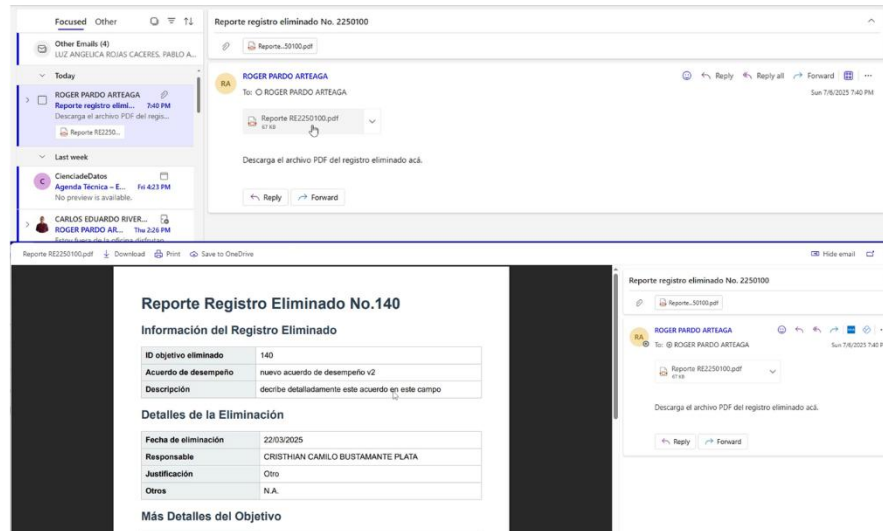 Focused Other
Other Emails (4)
LUZ ANGELICA ROJAS CACERES, PABLO A...
Today
ROGER PARDO ARTEAGA
Reporte registro elimi... 7:40 PM
Descarga el archivo PDF del regis...
Reporte RE2250...
Last week
C
CienciadeDatos
Agenda Técnica – E... Fri 4:23 PM
No preview is available.
CARLOS EDUARDO RIVER...
ROGER PARDO AR... Thu 2:26 PM
Estoy fuera de la oficina disfrutan
Reporte registro eliminado No. 2250100
Reporte...50100.pdf
RA
ROGER PARDO ARTEAGA
To: ROGER PARDO ARTEAGA
Reply Reply all Forward
Sun 7/6/2025 7:40 PM
Reporte RE2250100.pdf
67 KB
Descarga el archivo PDF del registro eliminado acá.
Reply Forward
Reporte RE2250100.pdf Download Print Save to OneDrive Hide email
Reporte Registro Eliminado No.140
Información del Registro Eliminado
ID objetivo eliminado 140
Acuerdo de desempeño nuevo acuerdo de desempeño v2
Descripción decribe detalladamente este acuerdo en este campo
Detalles de la Eliminación
Fecha de eliminación 22/03/2025
Responsable CRISTHIAN CAMILO BUSTAMANTE PLATA
Justificación Otro
Otros N.A.
Más Detalles del Objetivo
Reporte registro eliminado No. 2250100
Reporte...50100.pdf
RA
ROGER PARDO ARTEAGA
To: ROGER PARDO ARTEAGA
Sun 7/6/2025 7:40 P
Reporte RE2250100.pdf
67 KB
Descarga el archivo PDF del registro eliminado acá.
Reply Forward